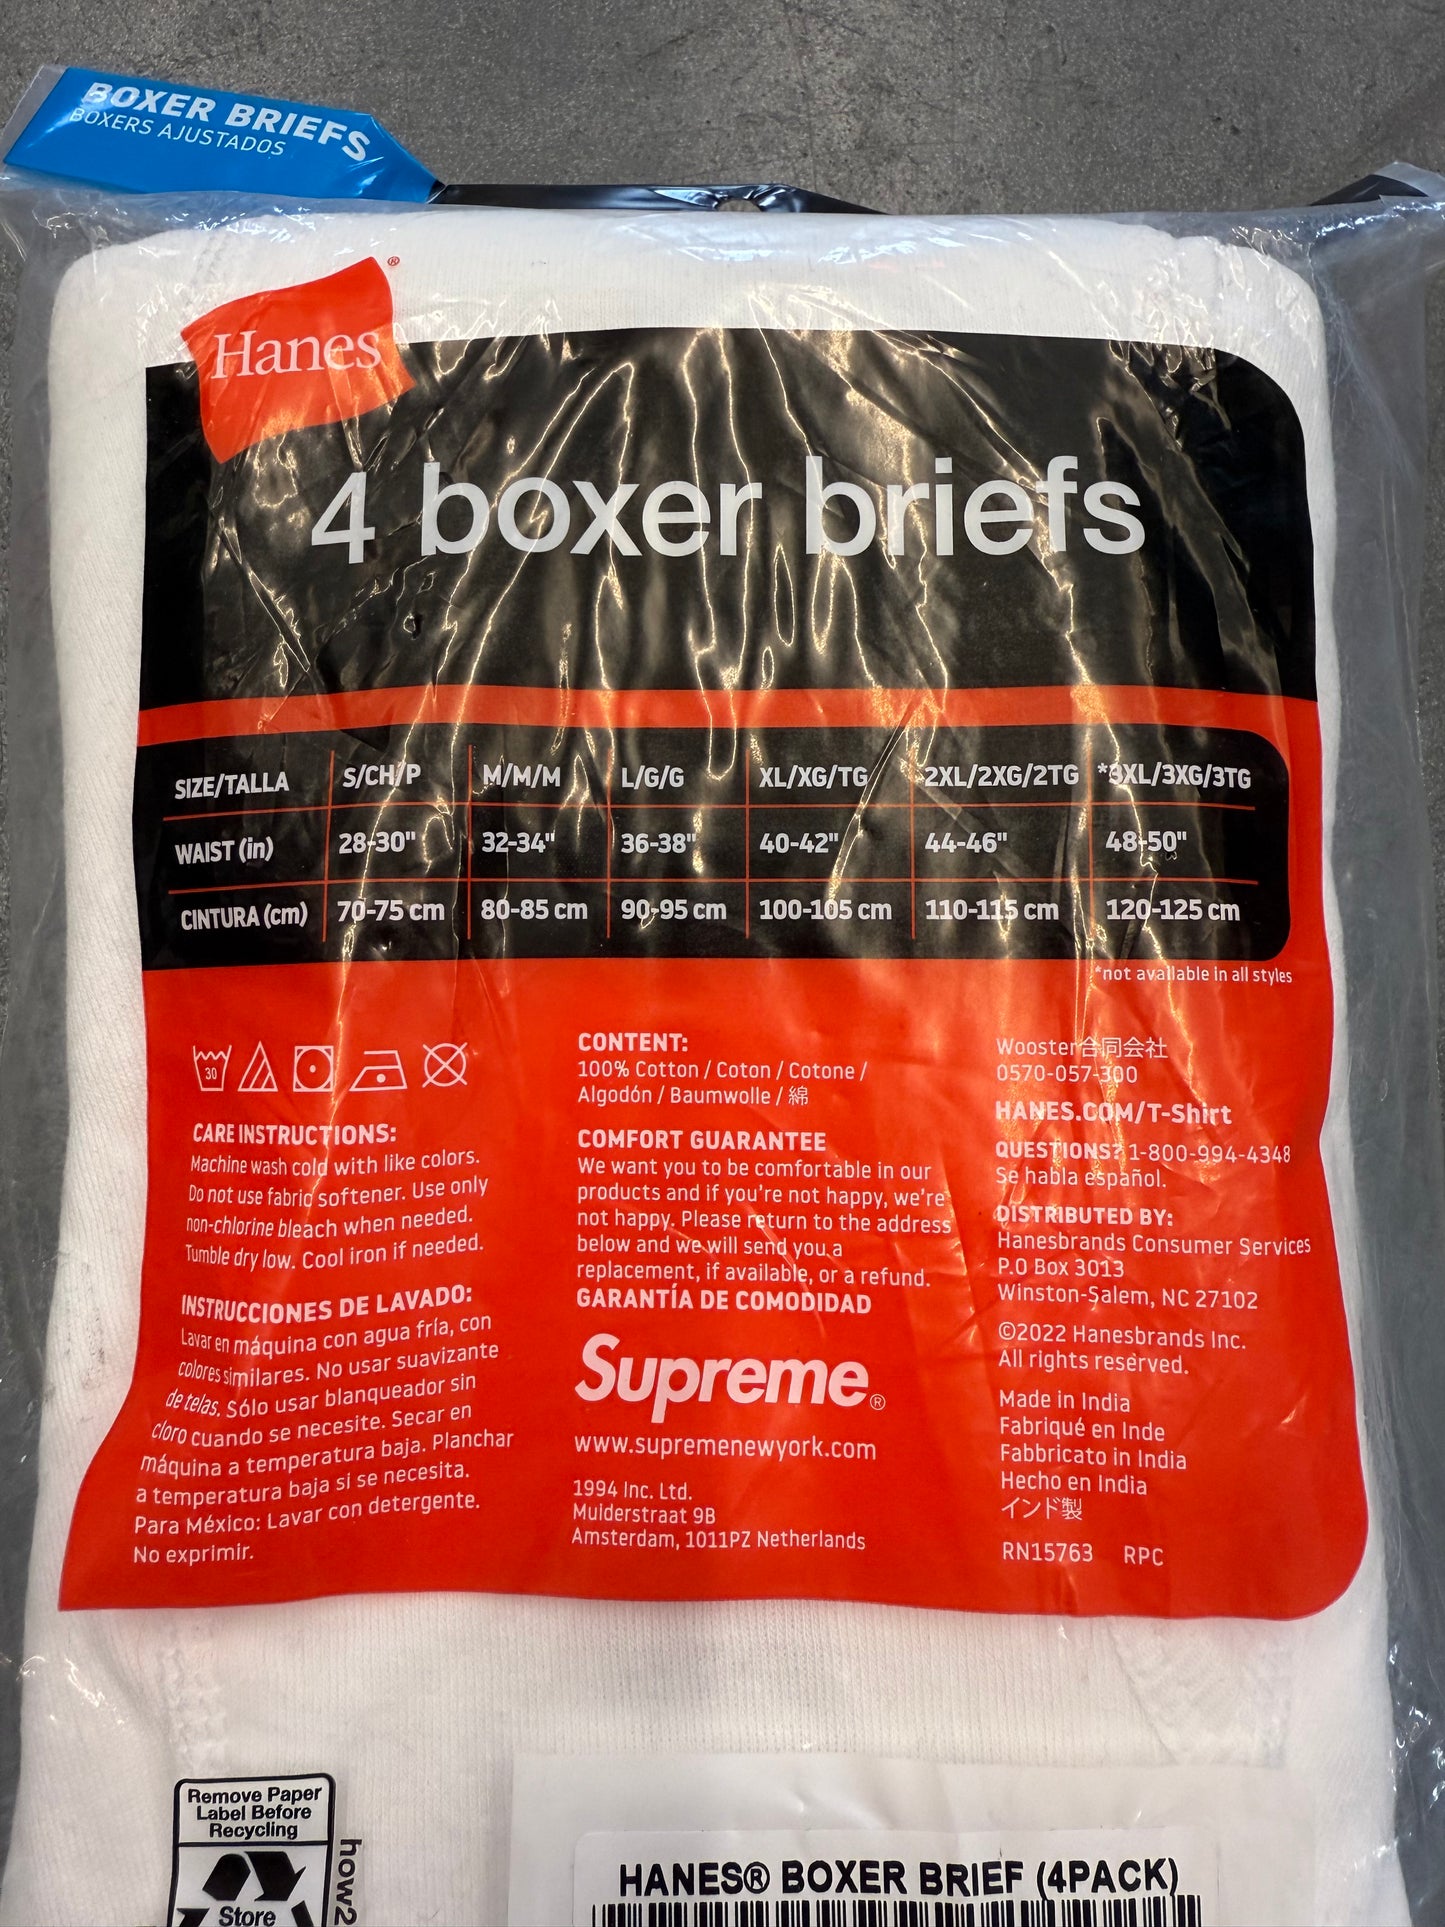 BOXER BRIEFS
BOXERS AJUSTADOS
Hanes®
4 boxer briefs
SIZE/TALLA S/CH/P M/M/M L/G/G XL/XG/TG 2XL/2XG/2TG *3XL/3XG/3TG
WAIST (in) 28-30" 32-34" 36-38" 40-42" 44-46" 48-50"
CINTURA (cm) 70-75 cm 80-85 cm 90-95 cm 100-105 cm 110-115 cm 120-125 cm
*not available in all styles
30
CARE INSTRUCTIONS:
Machine wash cold with like colors.
Do not use fabric softener. Use only
non-chlorine bleach when needed.
Tumble dry low. Cool iron if needed.
INSTRUCCIONES DE LAVADO:
Lavar en máquina con agua fría, con
colores similares. No usar suavizante
de telas. Sólo usar blanqueador sin
cloro cuando se necesite. Secar en
máquina a temperatura baja. Planchar
a temperatura baja si se necesita.
Para México: Lavar con detergente.
No exprimir.
CONTENT:
100% Cotton / Coton / Cotone /
Algodón / Baumwolle / 綿
COMFORT GUARANTEE
We want you to be comfortable in our
products and if you're not happy, we're
not happy. Please return to the address
below and we will send you a
replacement, if available, or a refund.
GARANTÍA DE COMODIDAD
Supreme®
www.supremenewyork.com
1994 Inc. Ltd.
Muiderstraat 9B
Amsterdam, 1011PZ Netherlands
Wooster合同会社
0570-057-300
HANES.COM/T-Shirt
QUESTIONS? 1-800-994-4348
Se habla español.
DISTRIBUTED BY:
Hanesbrands Consumer Services
P.O Box 3013
Winston-Salem, NC 27102
©2022 Hanesbrands Inc.
All rights reserved.
Made in India
Fabriqué en Inde
Fabbricato in India
Hecho en India
インド製
RN15763 RPC
Remove Paper
Label Before
Recycling
Store
how2
HANES® BOXER BRIEF (4PACK)